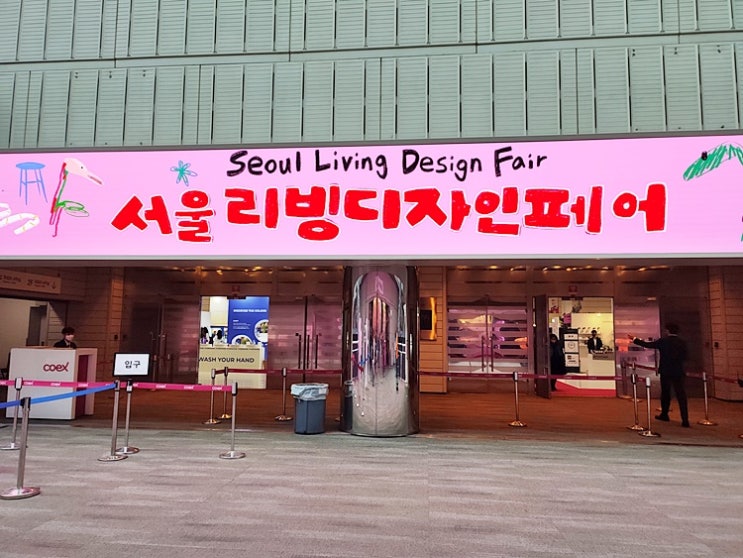 Seoul Living Design Fair
서울리빙디자인페어
WASH YOUR HAND
coex
입구